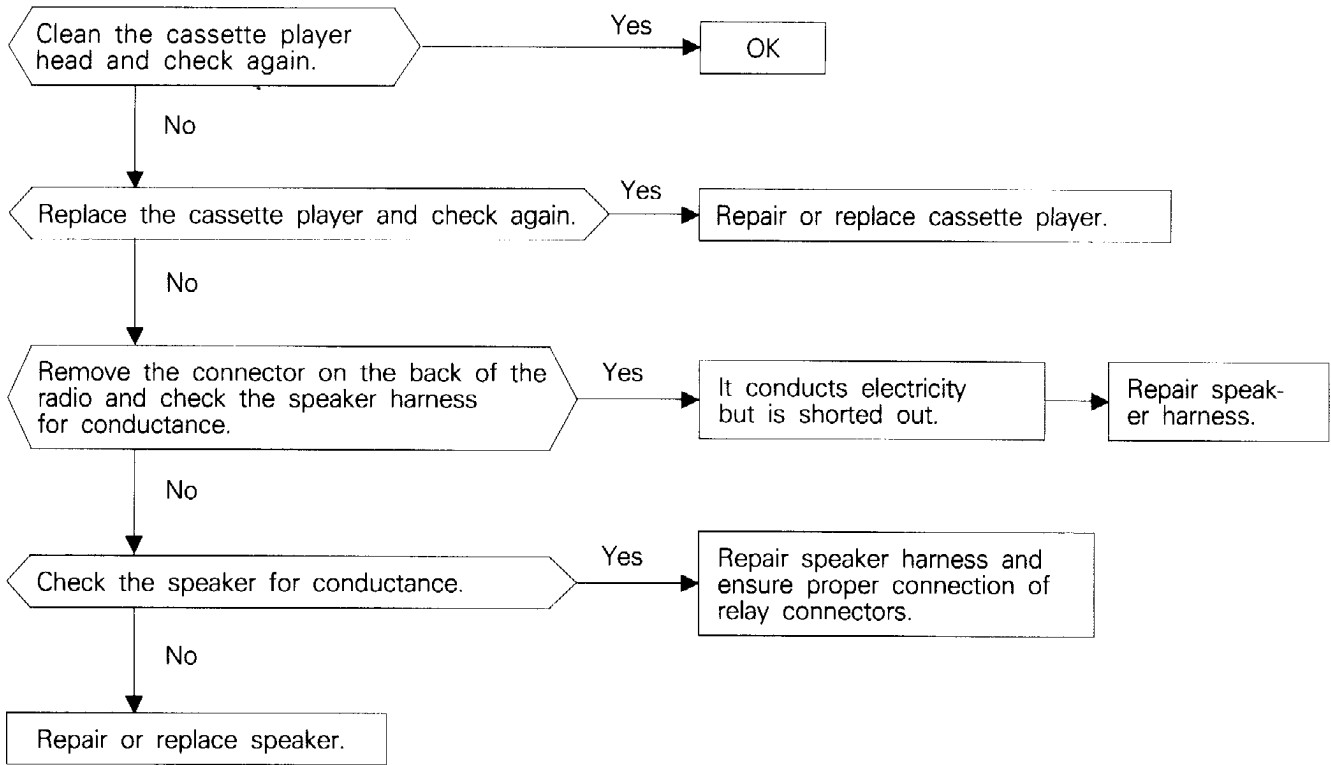 Clean the cassette player
head and check again.
Yes
OK
No
Replace the cassette player and check again.
Yes
Repair or replace cassette player.
No
Remove the connector on the back of the
radio and check the speaker harness
for conductance.
Yes
It conducts electricity
but is shorted out.
Repair speak-
er harness.
No
Check the speaker for conductance.
Yes
Repair speaker harness and
ensure proper connection of
relay connectors.
No
Repair or replace speaker.